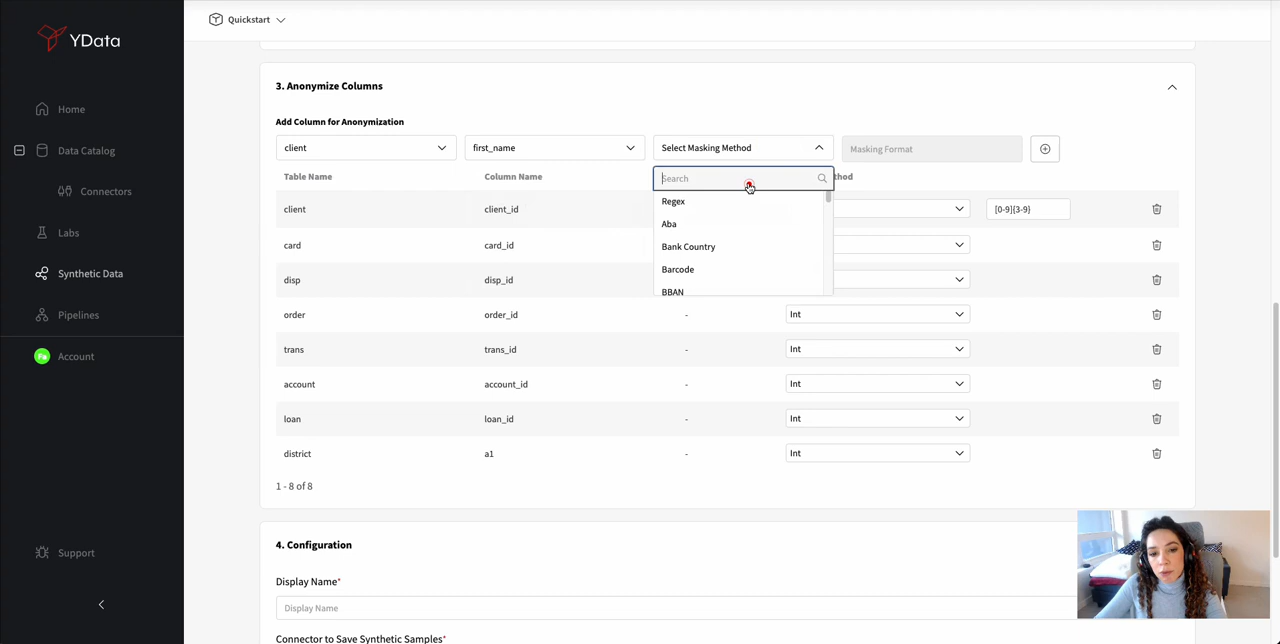 YData
Quickstart
Home
Data Catalog
Connectors
Labs
Synthetic Data
Pipelines
Account
Support
3. Anonymize Columns
Add Column for Anonymization
client first_name Select Masking Method Masking Format
Table Name Column Name thod
Search
Regex
Aba
Bank Country
Barcode
BBAN
client client_id [0-9]{3-9}
card card_id
disp disp_id
order order_id - Int
trans trans_id - Int
account account_id - Int
loan loan_id - Int
district a1 - Int
1 - 8 of 8
4. Configuration
Display Name*
Display Name
Connector to Save Synthetic Samples*